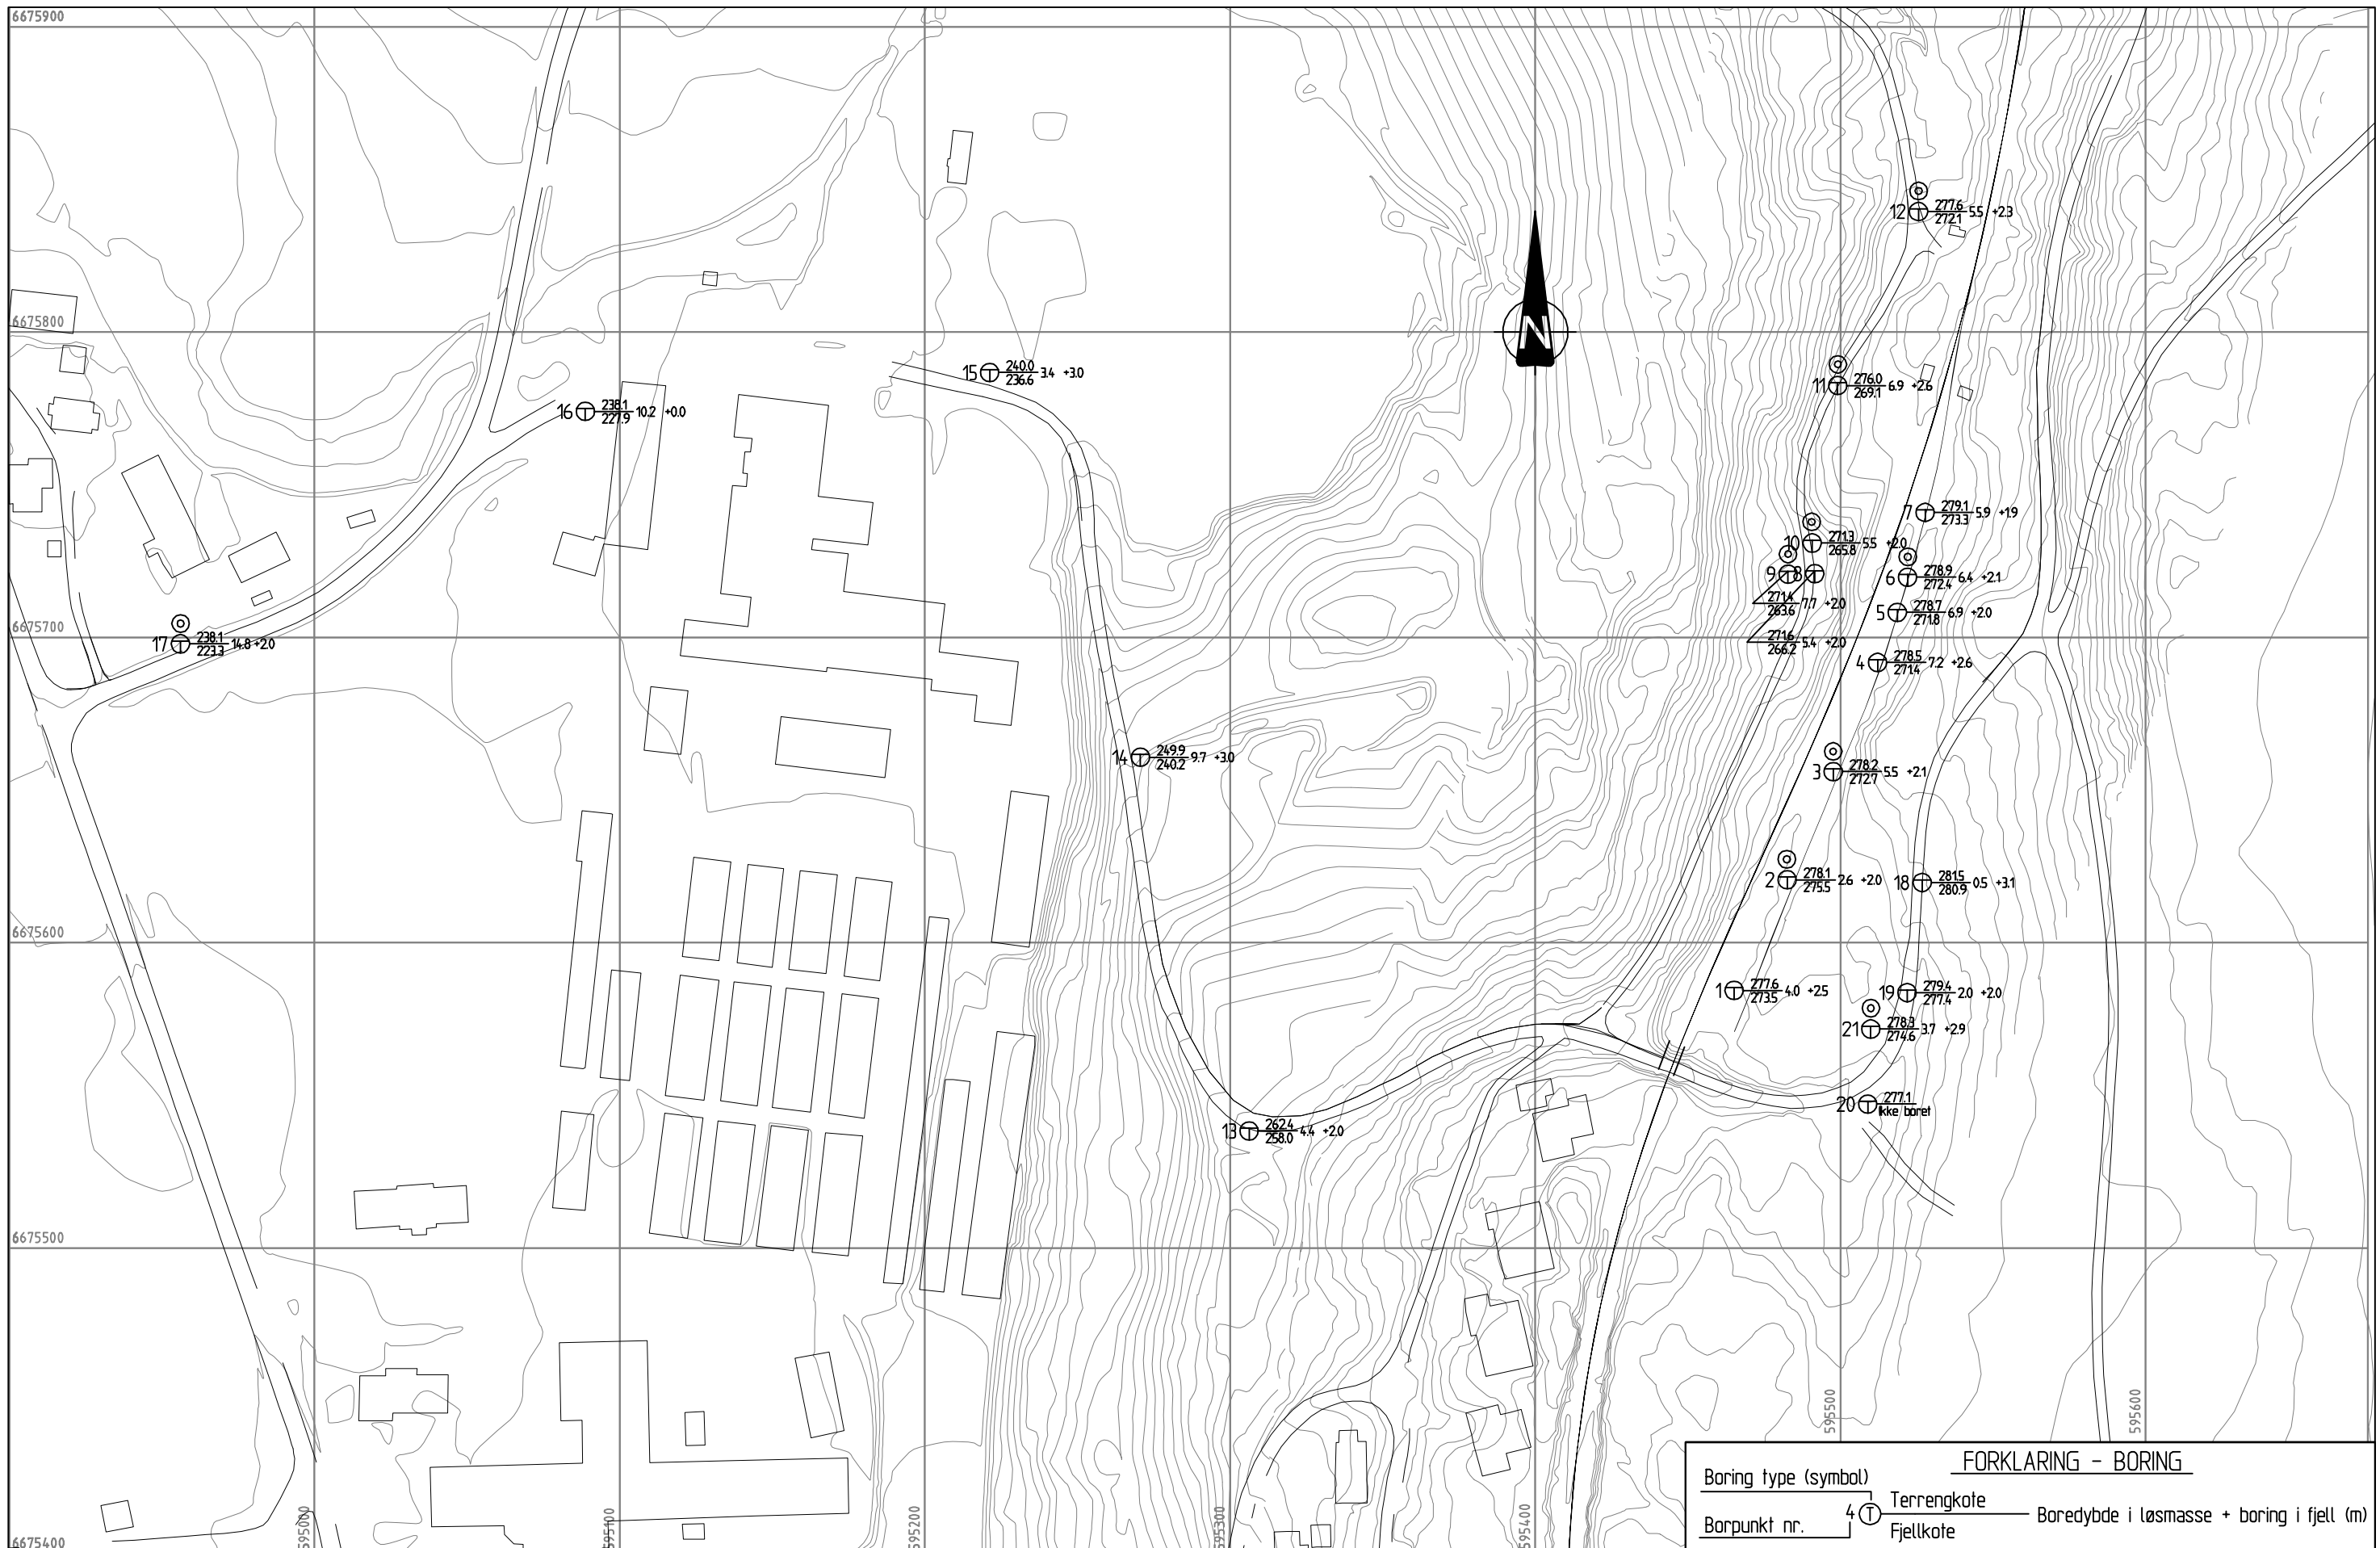 6675900
12 277.6 5.5 +2.3
272.1
6675800
N
15 240.0 3.4 +3.0
236.6
11 276.0 6.9 +2.6
269.1
16 238.1 10.2 +0.0
227.9
7 279.1 5.9 +1.9
273.3
10 271.3 5.5 +2.0
265.8
9 8
6 278.9 6.4 +2.1
272.4
271.4 7.7 +2.0
263.6
5 278.7 6.9 +2.0
271.8
6675700
17 238.1 14.8 +2.0
223.3
271.6 5.4 +2.0
266.2
4 278.5 7.2 +2.6
271.4
14 249.9 9.7 +3.0
240.2
3 278.2 5.5 +2.1
272.7
2 278.1 2.6 +2.0
275.5
18 281.5 0.5 +3.1
280.9
6675600
1 277.6 4.0 +2.5
273.5
19 279.4 2.0 +2.0
277.4
21 278.3 3.7 +2.9
274.6
20 277.1
Ikke boret
13 262.4 4.4 +2.0
258.0
6675500
595500
595600
595000
595100
595200
595300
595400
6675400
FORKLARING - BORING
Boring type (symbol)
Terrengkote
Borpunkt nr. 4 T Boredybde i løsmasse + boring i fjell (m)
Fjellkote